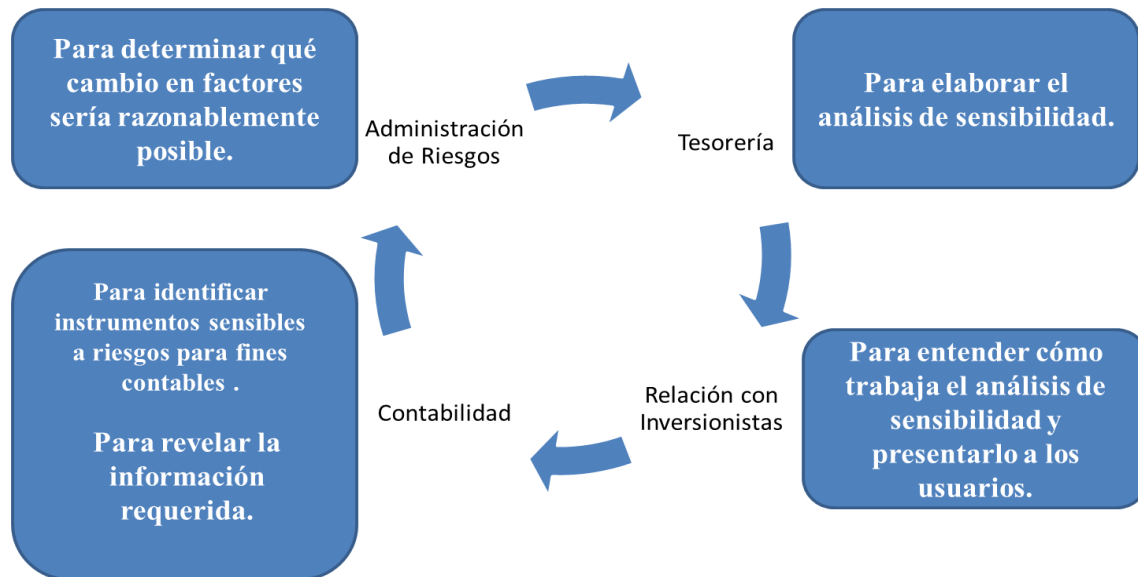 Para determinar qué
cambio en factores
sería razonablemente
posible.
Administración
de Riesgos
Tesorería
Para elaborar el
análisis de sensibilidad.
Para identificar
instrumentos sensibles
a riesgos para fines
contables .
Para revelar la
información
requerida.
Contabilidad
Relación con
Inversionistas
Para entender cómo
trabaja el análisis de
sensibilidad y
presentarlo a los
usuarios.